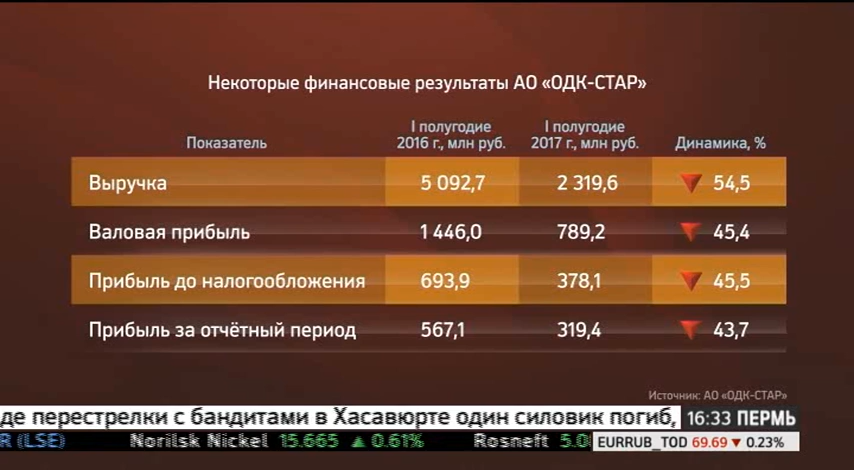 Некоторые финансовые результаты АО «ОДК-СТАР»
Показатель
I полугодие
2016 г., млн руб.
I полугодие
2017 г., млн руб.
Динамика, %
Выручка 5 092,7 2 319,6 ▼ 54,5
Валовая прибыль 1 446,0 789,2 ▼ 45,4
Прибыль до налогообложения 693,9 378,1 ▼ 45,5
Прибыль за отчётный период 567,1 319,4 ▼ 43,7
Источник: АО «ОДК-СТАР»
де перестрелки с бандитами в Хасавюрте один силовик погиб,
16:33 ПЕРМЬ
R (LSE) Norilsk Nickel 15.665 ▲ 0.61% Rosneft 5.0
EURRUB_TOD 69.69 ▼ 0.23%